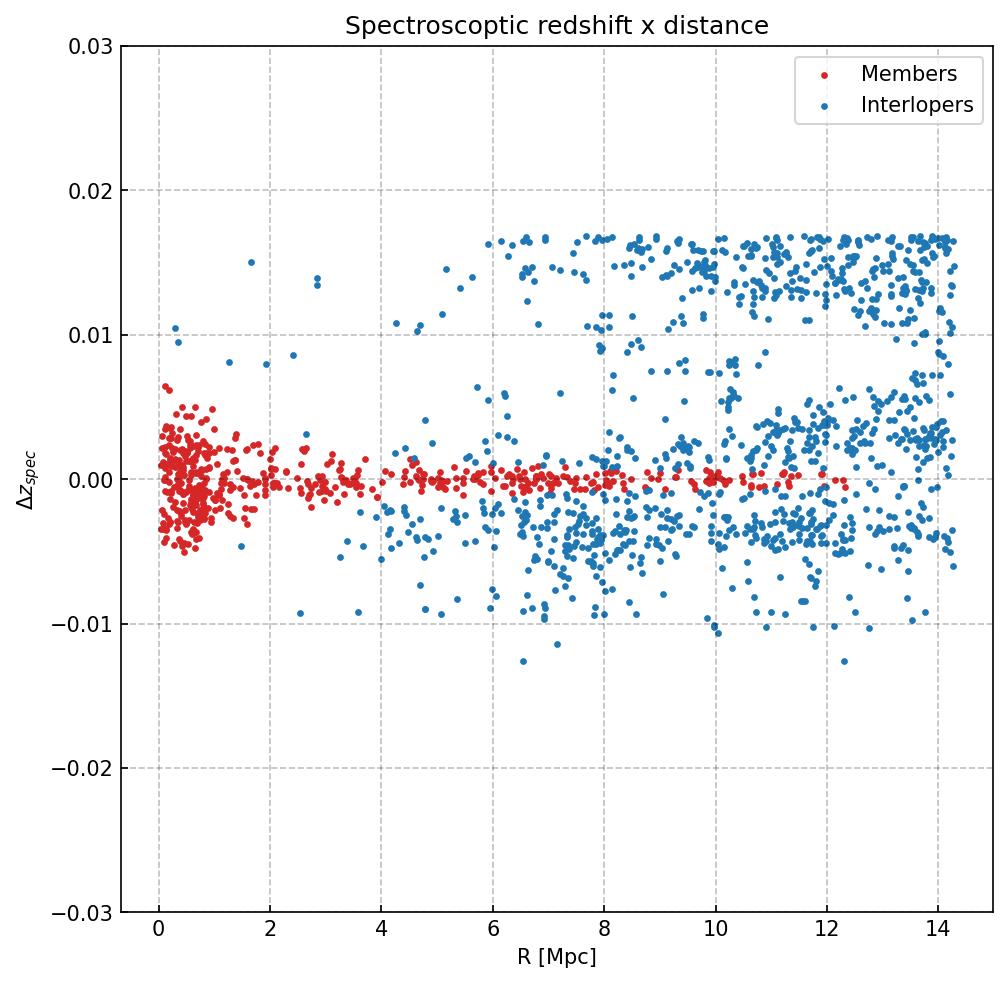 Spectroscoptic redshift x distance
0.03
0.02
0.01
0.00
−0.01
−0.02
−0.03
Δz_spec
Members
Interlopers
0 2 4 6 8 10 12 14
R [Mpc]